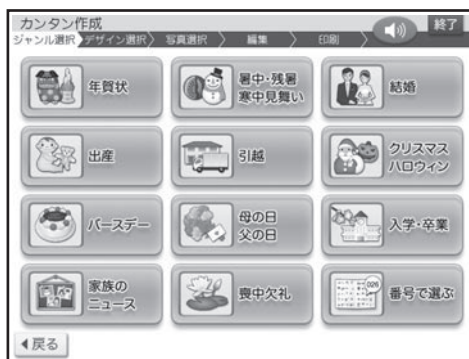 カンタン作成
終了
ジャンル選択 デザイン選択 写真選択 編集 印刷
年賀状
暑中・残暑
寒中見舞い
結婚
出産
引越
クリスマス
ハロウィン
バースデー
母の日
父の日
入学・卒業
家族の
ニュース
喪中欠礼
026
番号で選ぶ
戻る